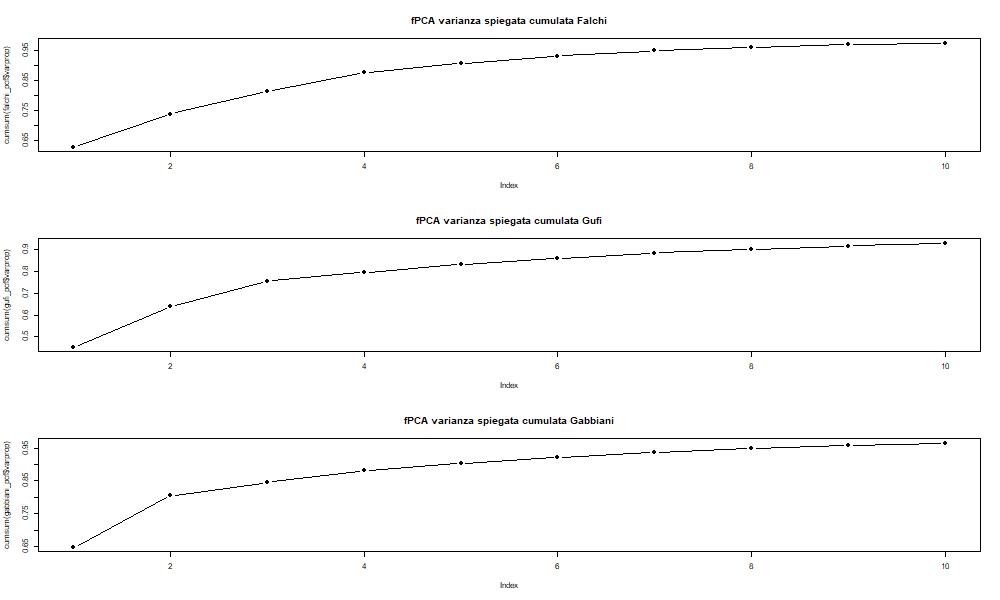 fPCA varianza spiegata cumulata Falchi
cumsum(falchi_pcf$varprop)
0.95
0.85
0.75
0.65
2 4 6 8 10
Index
fPCA varianza spiegata cumulata Gufi
cumsum(gufi_pcf$varprop)
0.9
0.8
0.7
0.6
0.5
2 4 6 8 10
Index
fPCA varianza spiegata cumulata Gabbiani
cumsum(gabbiani_pcf$varprop)
0.95
0.85
0.75
0.65
2 4 6 8 10
Index